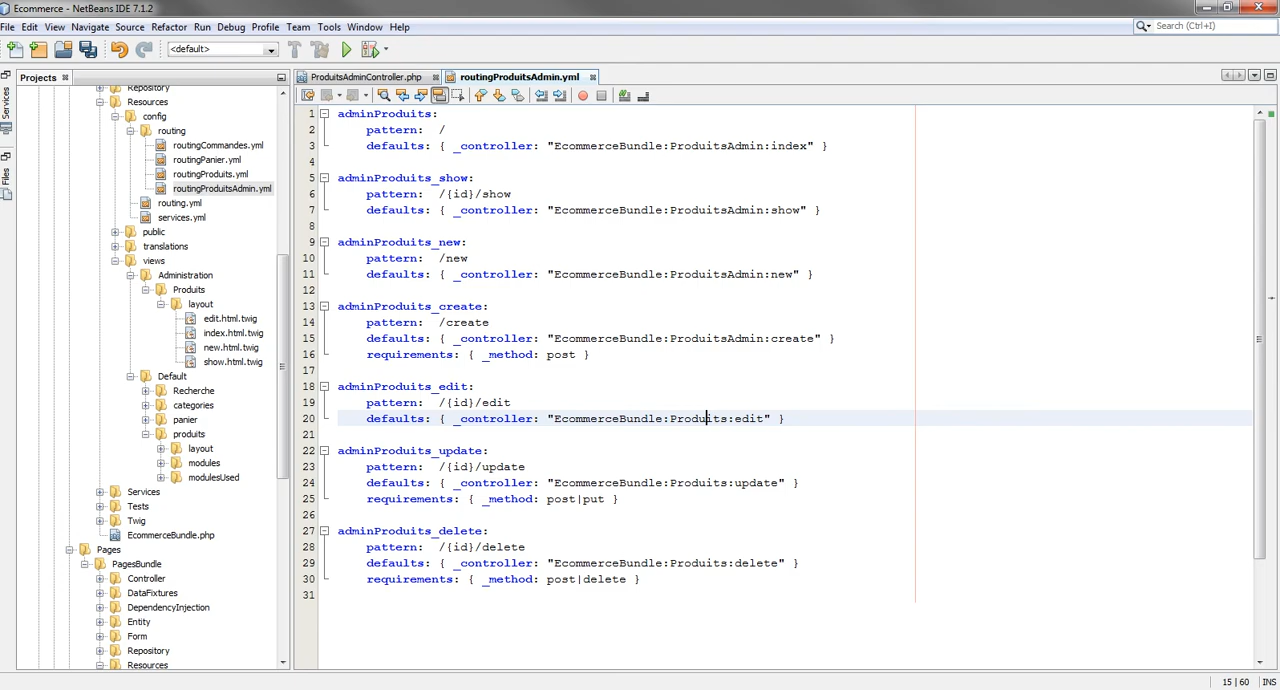 Ecommerce - NetBeans IDE 7.1.2
File Edit View Navigate Source Refactor Run Debug Profile Team Tools Window Help
Search (Ctrl+I)
<default>
Services
Files
Projects
Repository
Resources
config
routing
routingCommandes.yml
routingPanier.yml
routingProduits.yml
routingProduitsAdmin.yml
routing.yml
services.yml
public
translations
views
Administration
Produits
layout
edit.html.twig
index.html.twig
new.html.twig
show.html.twig
Default
Recherche
categories
panier
produits
layout
modules
modulesUsed
Services
Tests
Twig
EcommerceBundle.php
Pages
PagesBundle
Controller
DataFixtures
DependencyInjection
Entity
Form
Repository
Resources
ProduitsAdminController.php routingProduitsAdmin.yml
1 adminProduits:
2 pattern: /
3 defaults: { _controller: "EcommerceBundle:ProduitsAdmin:index" }
4
5 adminProduits_show:
6 pattern: /{id}/show
7 defaults: { _controller: "EcommerceBundle:ProduitsAdmin:show" }
8
9 adminProduits_new:
10 pattern: /new
11 defaults: { _controller: "EcommerceBundle:ProduitsAdmin:new" }
12
13 adminProduits_create:
14 pattern: /create
15 defaults: { _controller: "EcommerceBundle:ProduitsAdmin:create" }
16 requirements: { _method: post }
17
18 adminProduits_edit:
19 pattern: /{id}/edit
20 defaults: { _controller: "EcommerceBundle:Produits:edit" }
21
22 adminProduits_update:
23 pattern: /{id}/update
24 defaults: { _controller: "EcommerceBundle:Produits:update" }
25 requirements: { _method: post|put }
26
27 adminProduits_delete:
28 pattern: /{id}/delete
29 defaults: { _controller: "EcommerceBundle:Produits:delete" }
30 requirements: { _method: post|delete }
31
15 | 60 INS